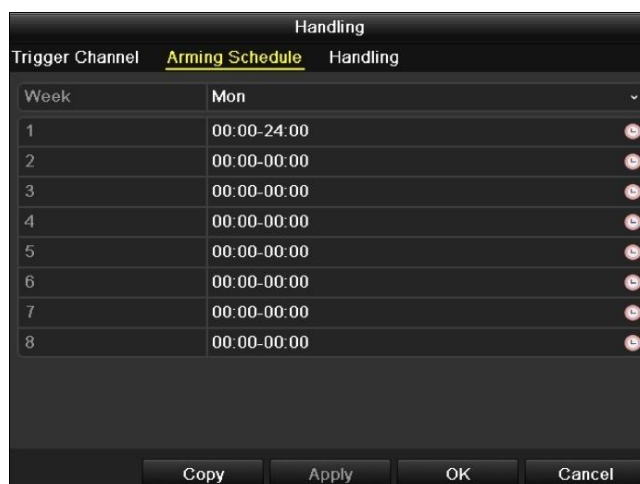 Handling
Trigger Channel Arming Schedule Handling
Week Mon
1 00:00-24:00
2 00:00-00:00
3 00:00-00:00
4 00:00-00:00
5 00:00-00:00
6 00:00-00:00
7 00:00-00:00
8 00:00-00:00
Copy Apply OK Cancel